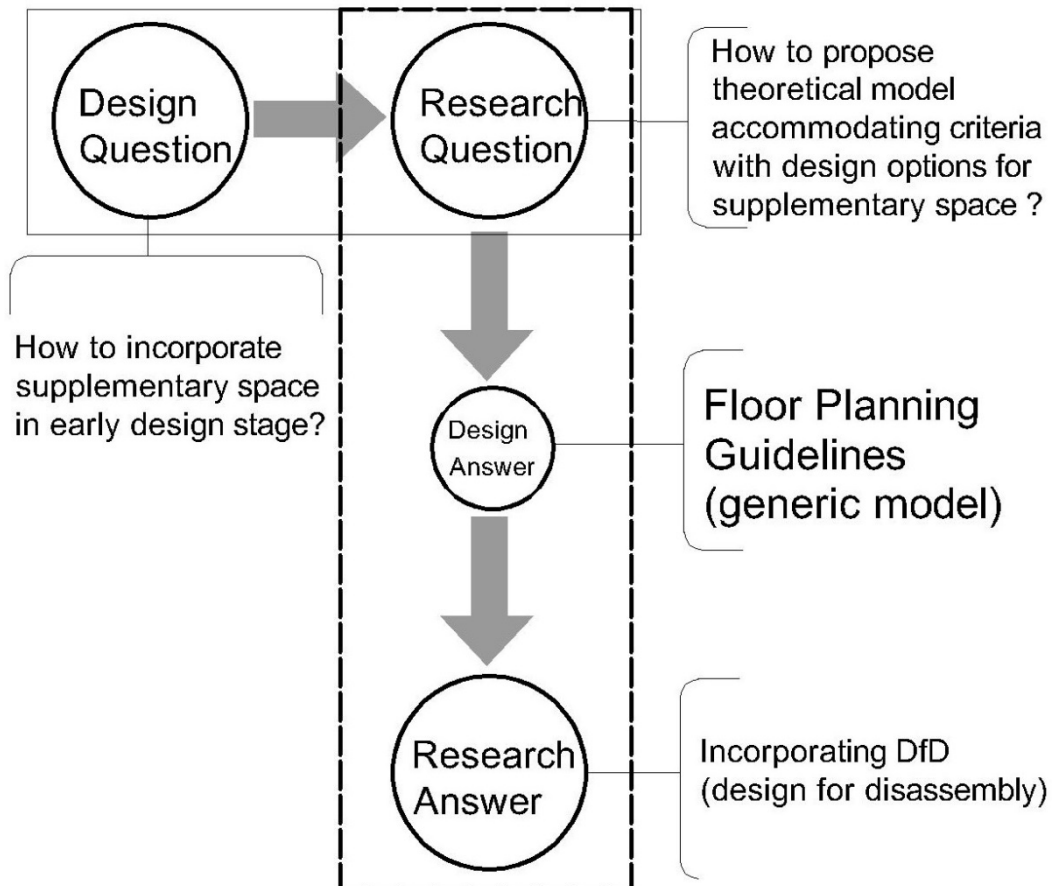 Design
Question
Research
Question
How to propose
theoretical model
accommodating criteria
with design options for
supplementary space ?
How to incorporate
supplementary space
in early design stage?
Design
Answer
Floor Planning
Guidelines
(generic model)
Research
Answer
Incorporating DfD
(design for disassembly)